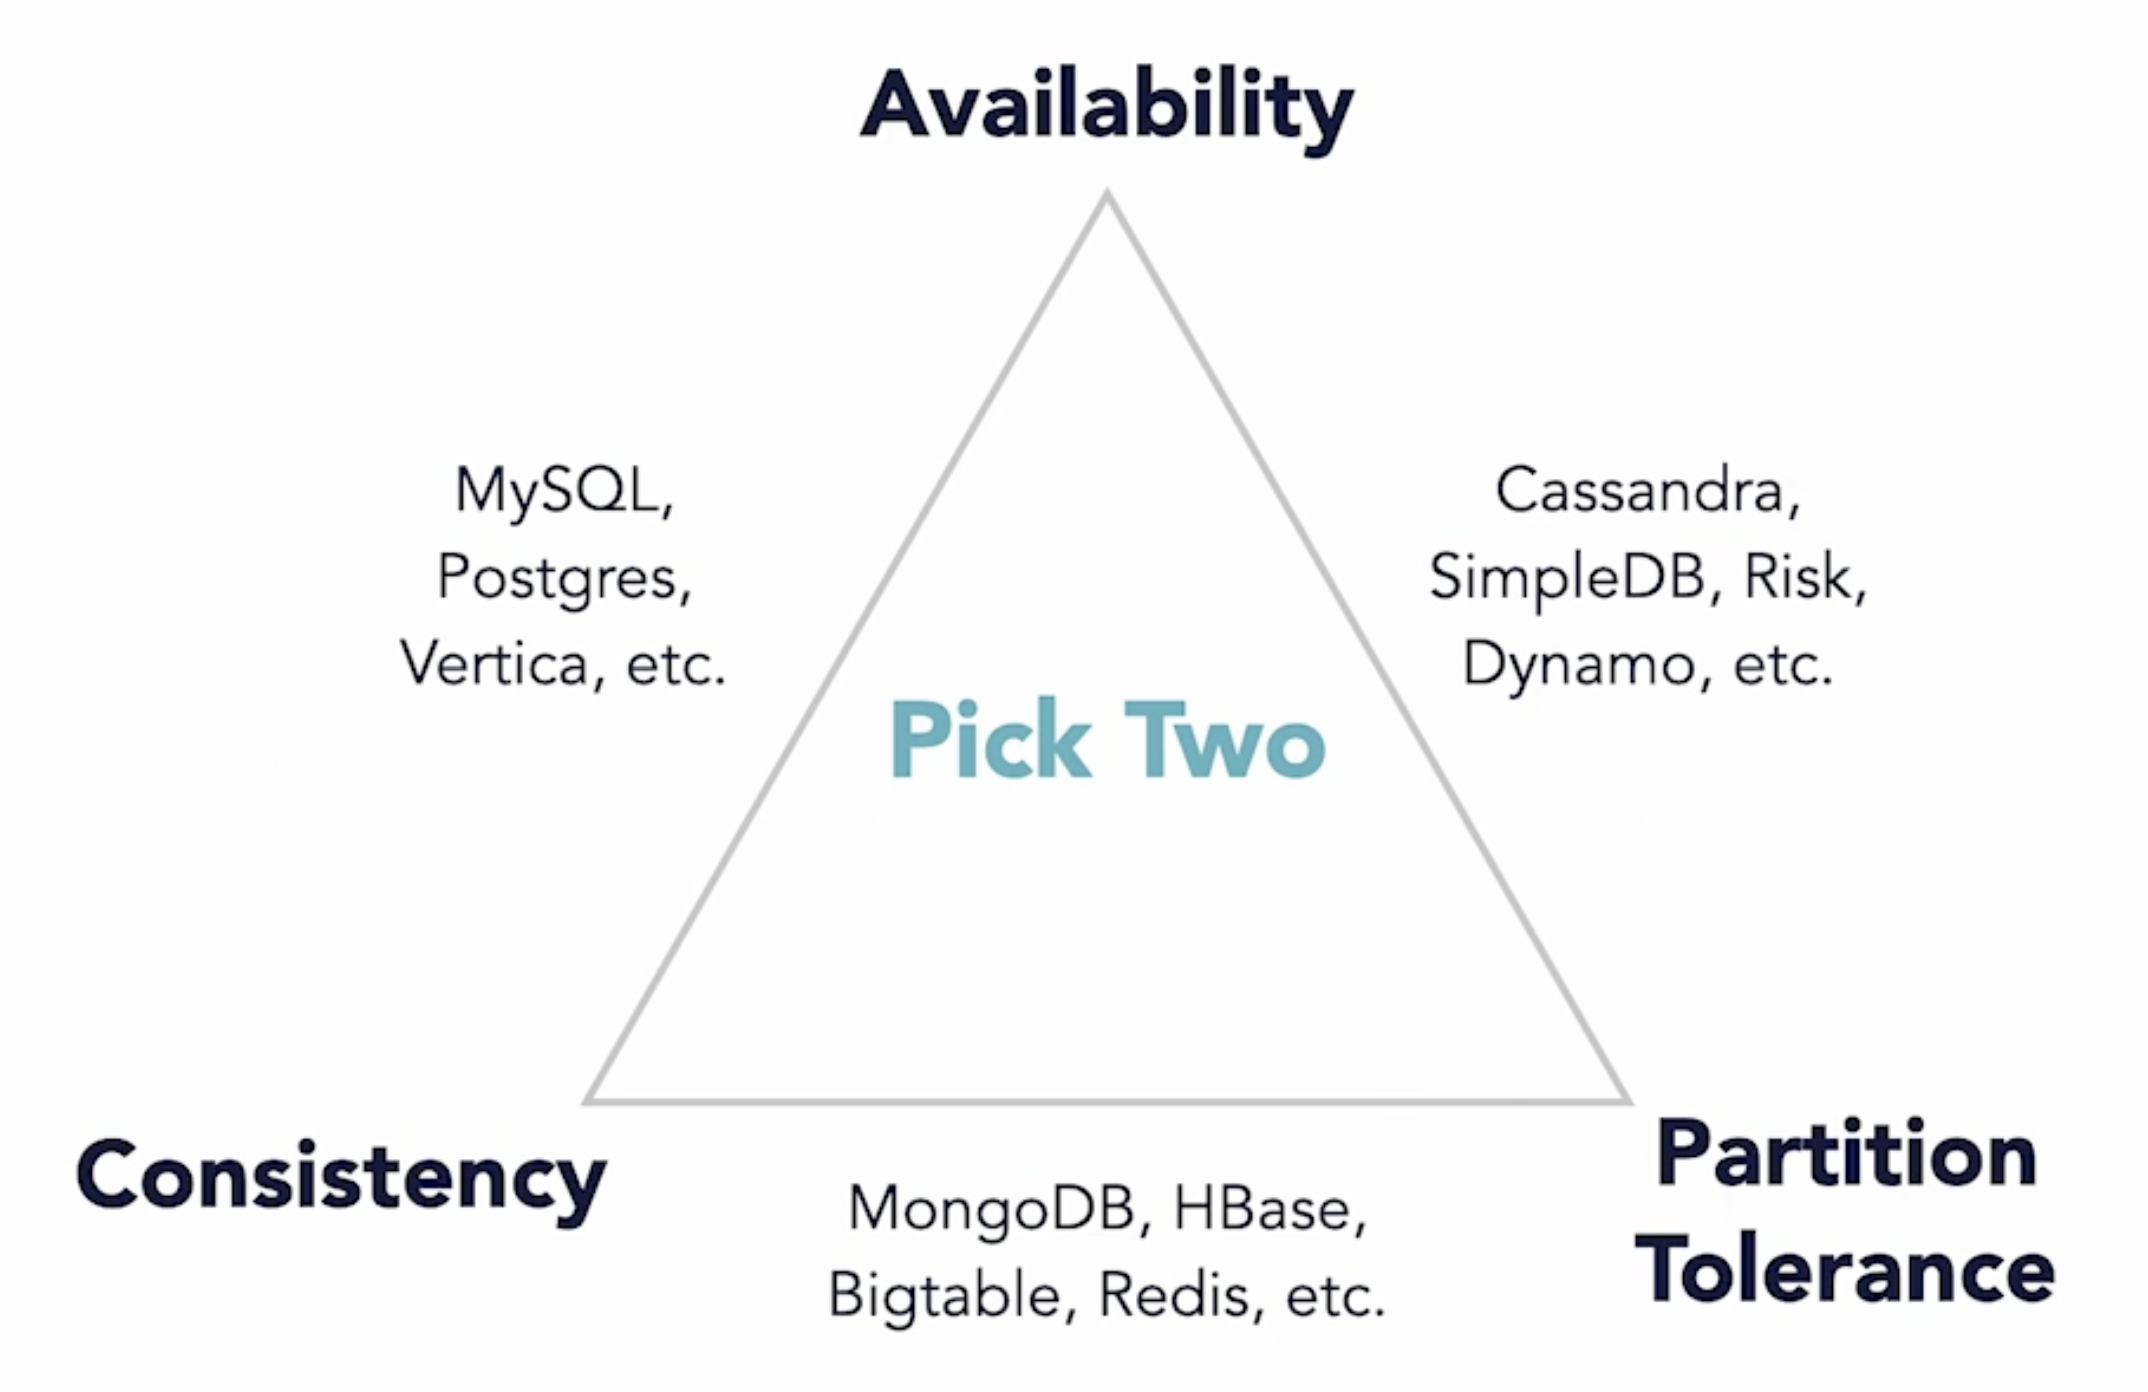 Availability
MySQL,
Postgres,
Vertica, etc.
Cassandra,
SimpleDB, Risk,
Dynamo, etc.
Pick Two
Consistency
MongoDB, HBase,
Bigtable, Redis, etc.
Partition
Tolerance